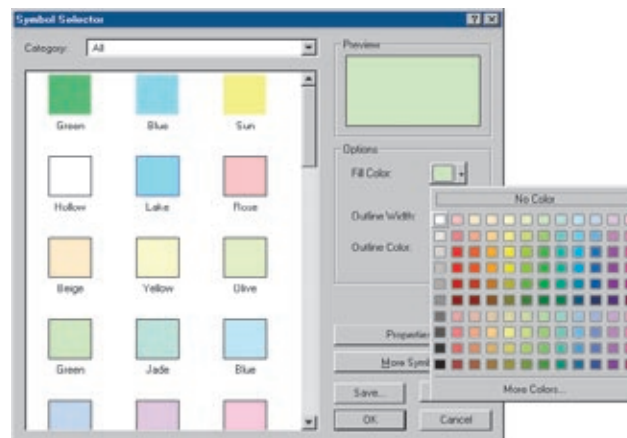 Symbol Selector
Category: All
Green Blue Sun
Hollow Lake Rose
Beige Yellow Olive
Green Jade Blue
Preview
Options
Fill Color:
Outline Width:
Outline Color:
No Color
More Colors...
Save...
OK Cancel